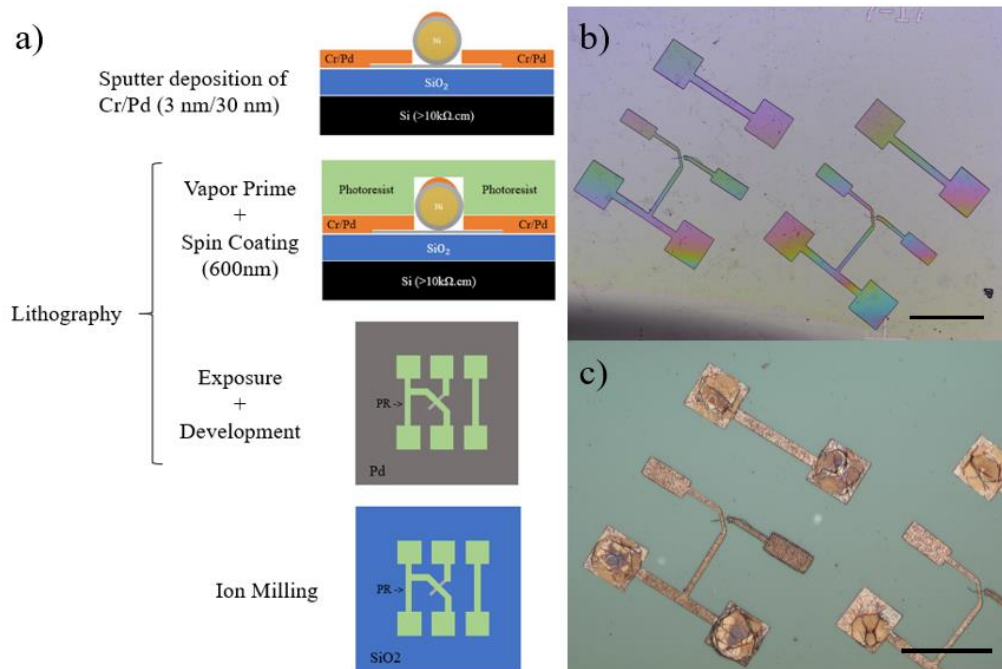 a)
Sputter deposition of
Cr/Pd (3 nm/30 nm)
Ni
Cr/Pd
Cr/Pd
SiO₂
Si (>10kΩ.cm)
Lithography
Vapor Prime
+
Spin Coating
(600nm)
Photoresist
Photoresist
Ni
Cr/Pd
Cr/Pd
SiO₂
Si (>10kΩ.cm)
Exposure
+
Development
PR ->
Pd
Ion Milling
PR ->
SiO2
b)
c)